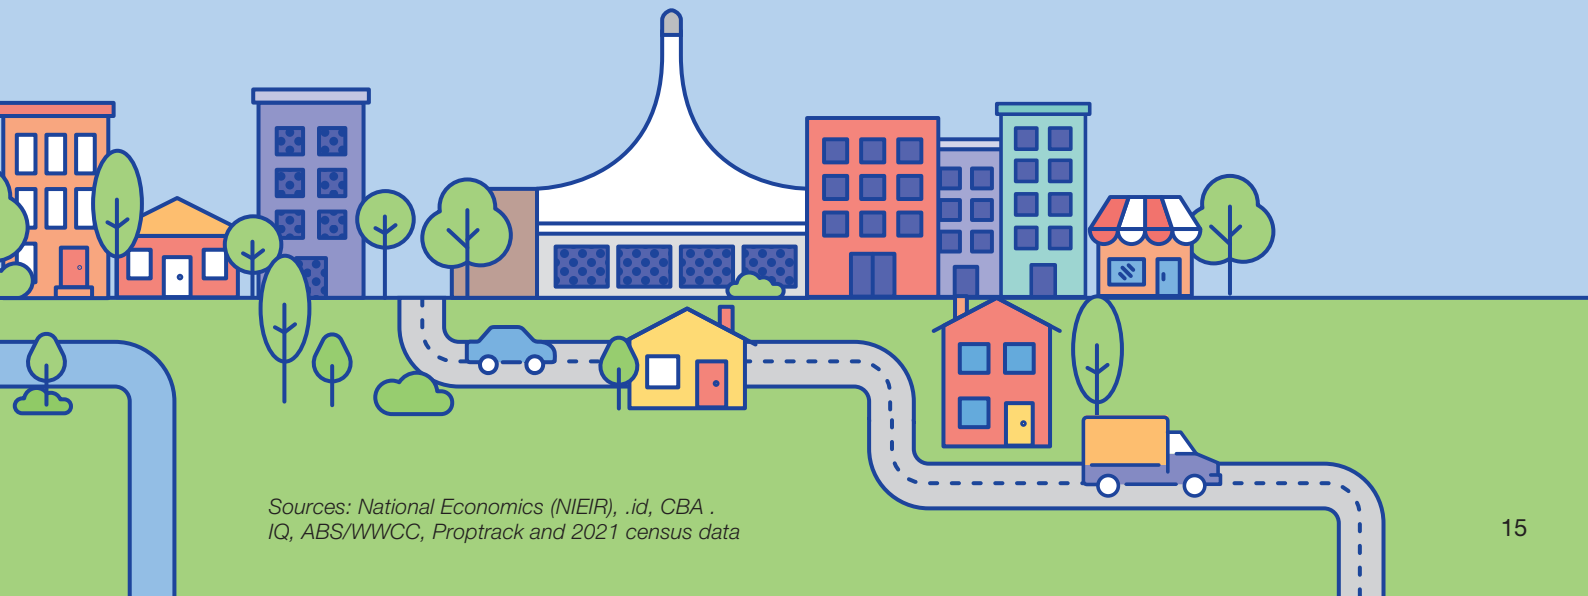 Sources: National Economics (NIEIR), .id, CBA .
IQ, ABS/WWCC, Proptrack and 2021 census data
15